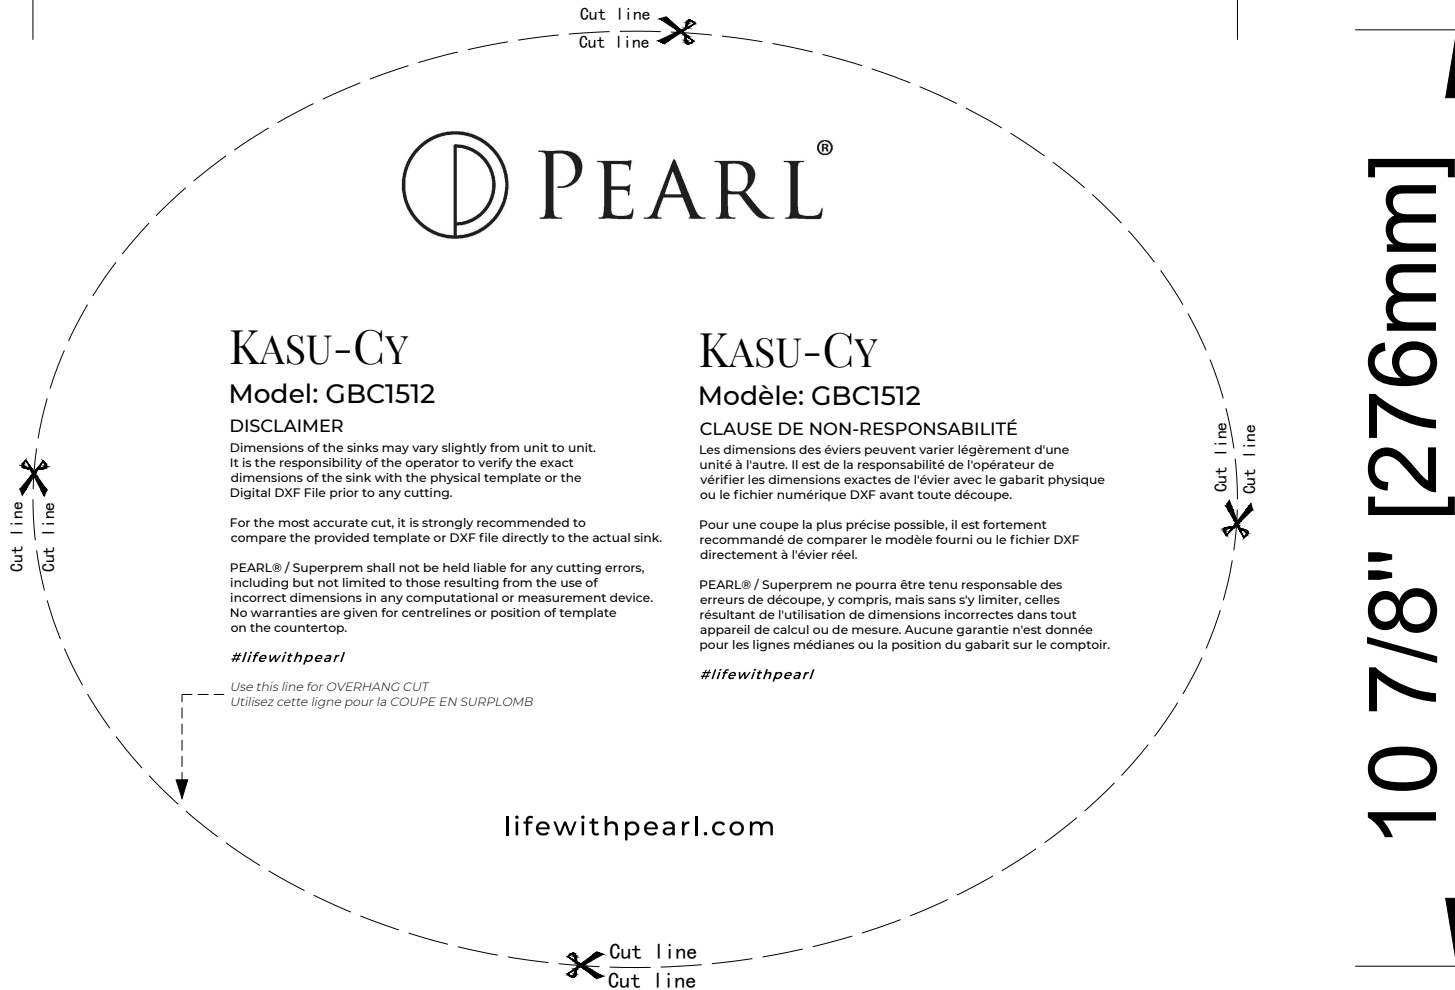 Cut line
Cut line
PEARL®
KASU-CY
Model: GBC1512
DISCLAIMER
Dimensions of the sinks may vary slightly from unit to unit.
It is the responsibility of the operator to verify the exact
dimensions of the sink with the physical template or the
Digital DXF File prior to any cutting.
For the most accurate cut, it is strongly recommended to
compare the provided template or DXF file directly to the actual sink.
PEARL® / Superprem shall not be held liable for any cutting errors,
including but not limited to those resulting from the use of
incorrect dimensions in any computational or measurement device.
No warranties are given for centrelines or position of template
on the countertop.
#lifewithpearl
Use this line for OVERHANG CUT
Utilisez cette ligne pour la COUPE EN SURPLOMB
KASU-CY
Modèle: GBC1512
CLAUSE DE NON-RESPONSABILITÉ
Les dimensions des éviers peuvent varier légèrement d'une
unité à l'autre. Il est de la responsabilité de l'opérateur de
vérifier les dimensions exactes de l'évier avec le gabarit physique
ou le fichier numérique DXF avant toute découpe.
Pour une coupe la plus précise possible, il est fortement
recommandé de comparer le modèle fourni ou le fichier DXF
directement à l'évier réel.
PEARL® / Superprem ne pourra être tenu responsable des
erreurs de découpe, y compris, mais sans s'y limiter, celles
résultant de l'utilisation de dimensions incorrectes dans tout
appareil de calcul ou de mesure. Aucune garantie n'est donnée
pour les lignes médianes ou la position du gabarit sur le comptoir.
#lifewithpearl
Cut line
Cut line
Cut line
Cut line
lifewithpearl.com
Cut line
Cut line
10 7/8" [276mm]